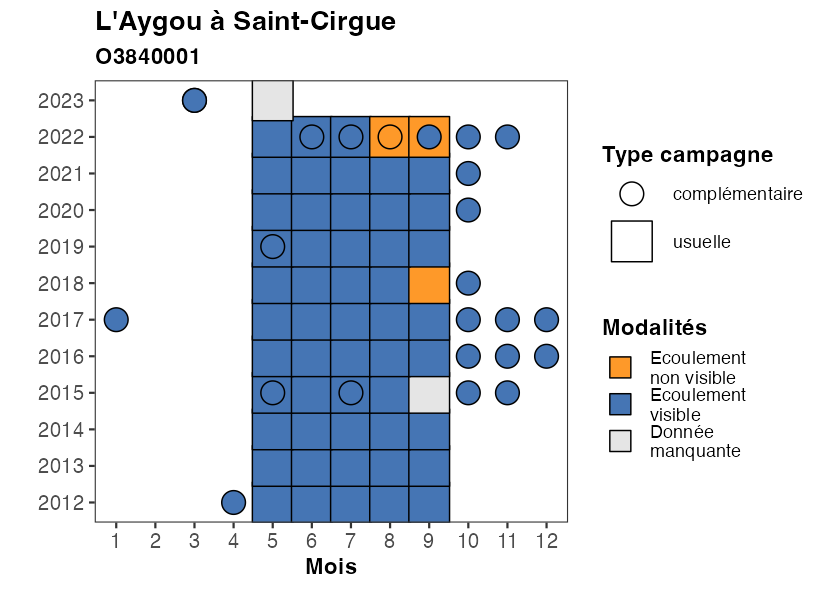 L'Aygou à Saint-Cirgue
O3840001
2023
2022
2021
2020
2019
2018
2017
2016
2015
2014
2013
2012
1 2 3 4 5 6 7 8 9 10 11 12
Mois
Type campagne
complémentaire
usuelle
Modalités
Ecoulement
non visible
Ecoulement
visible
Donnée
manquante